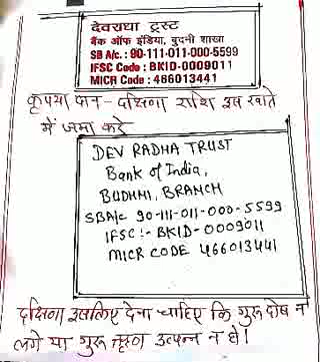 देवराधा ट्रस्ट
बैंक ऑफ इंडिया, बुदनी शाखा
SB A/c. : 90-111-011-000-5599
IFSC Code : BKID-0009011
MICR Code : 466013441
कृपया दान - दक्षिणा राशि इस खाते
में जमा करें
DEV RADHA TRUST
Bank of India,
BUDHNI, BRANCH
SBA/c 90-111-011-000-5599
IFSC :- BKID-0009011
MICR CODE 466013441
दक्षिणा इसलिए देना चाहिए कि गुरू दोष न
लगे या गुरू ऋण उत्पन्न न हो।